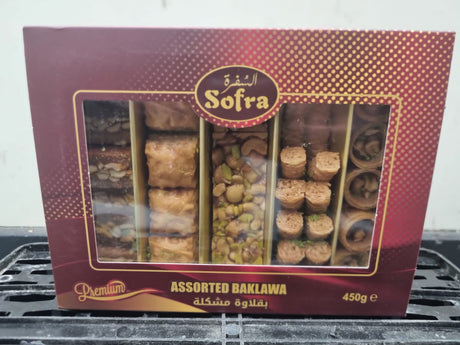 السفرة
Sofra
Premium
ASSORTED BAKLAWA
بقلاوة مشكلة
450g e